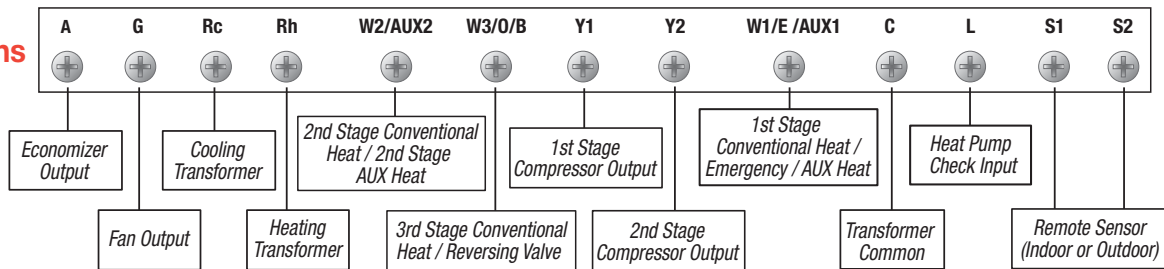 ns
A G Rc Rh W2/AUX2 W3/O/B Y1 Y2 W1/E /AUX1 C L S1 S2
Economizer
Output
Fan Output
Cooling
Transformer
Heating
Transformer
2nd Stage Conventional
Heat / 2nd Stage
AUX Heat
3rd Stage Conventional
Heat / Reversing Valve
1st Stage
Compressor Output
2nd Stage
Compressor Output
1st Stage
Conventional Heat /
Emergency / AUX Heat
Transformer
Common
Heat Pump
Check Input
Remote Sensor
(Indoor or Outdoor)